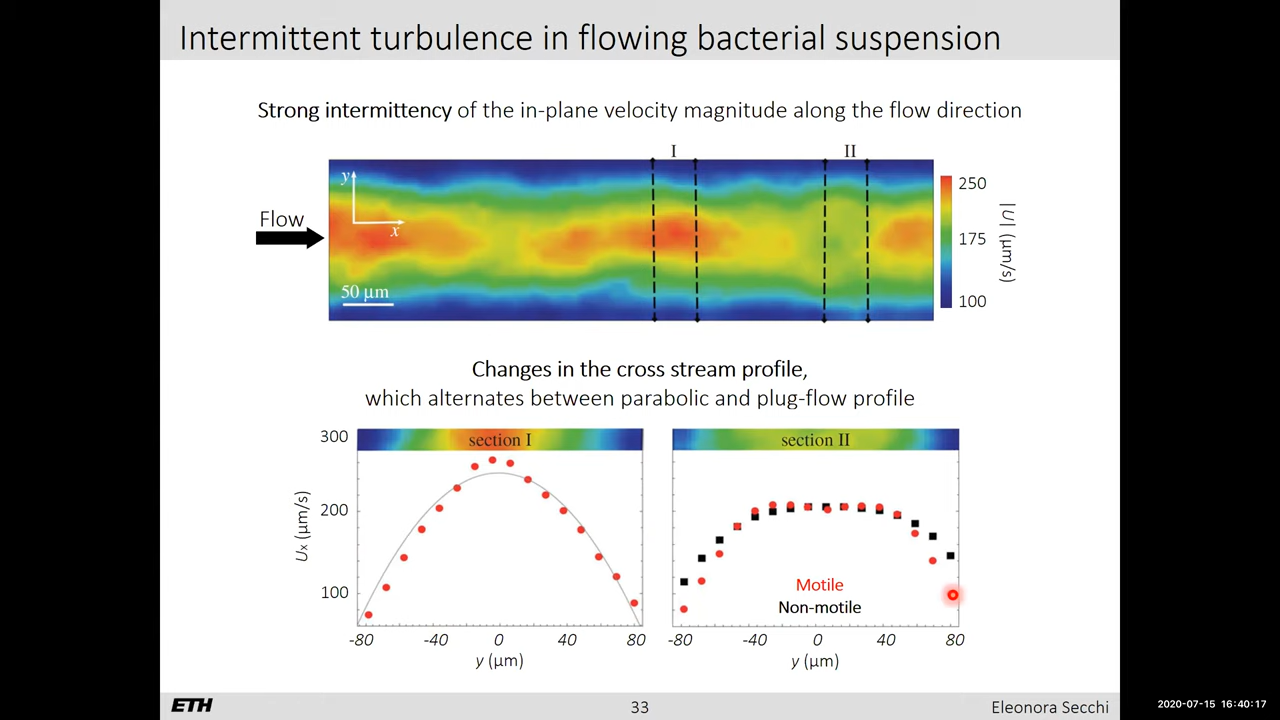 Intermittent turbulence in flowing bacterial suspension
Strong intermittency of the in-plane velocity magnitude along the flow direction
I
II
y
x
Flow
50 μm
250
175
100
|U| (μm/s)
Changes in the cross stream profile,
which alternates between parabolic and plug-flow profile
section I
section II
300
200
100
Ux (μm/s)
Motile
Non-motile
-80
-40
0
40
80
y (μm)
-80
-40
0
40
80
y (μm)
ETH
33
Eleonora Secchi
2020-07-15 16:40:17